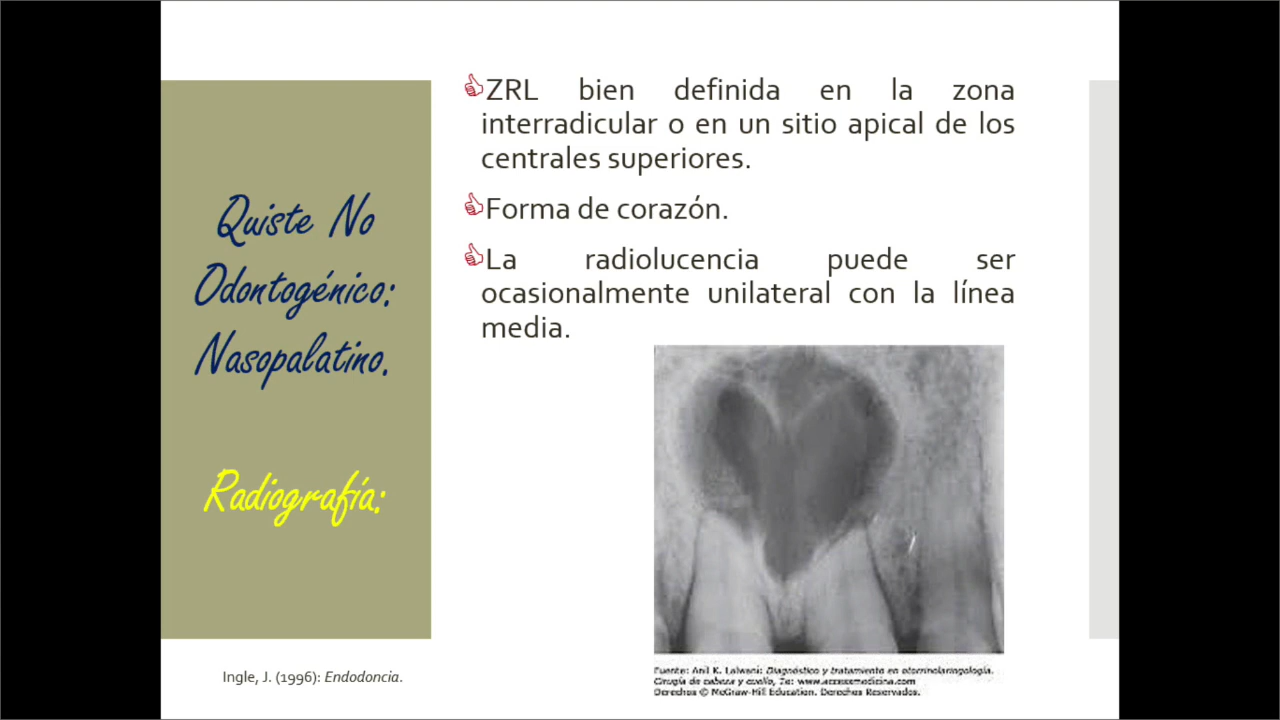 Quiste No
Odontogénico:
Nasopalatino.
Radiografía:
ZRL bien definida en la zona
interradicular o en un sitio apical de los
centrales superiores.
Forma de corazón.
La radiolucencia puede ser
ocasionalmente unilateral con la línea
media.
Ingle, J. (1996): Endodoncia.
Fuente: Anil K. Lalwani: Diagnóstico y tratamiento en otorrinolaringología.
Cirugía de cabeza y cuello, 2e: www.accessmedicina.com
Derechos © McGraw-Hill Education. Derechos Reservados.